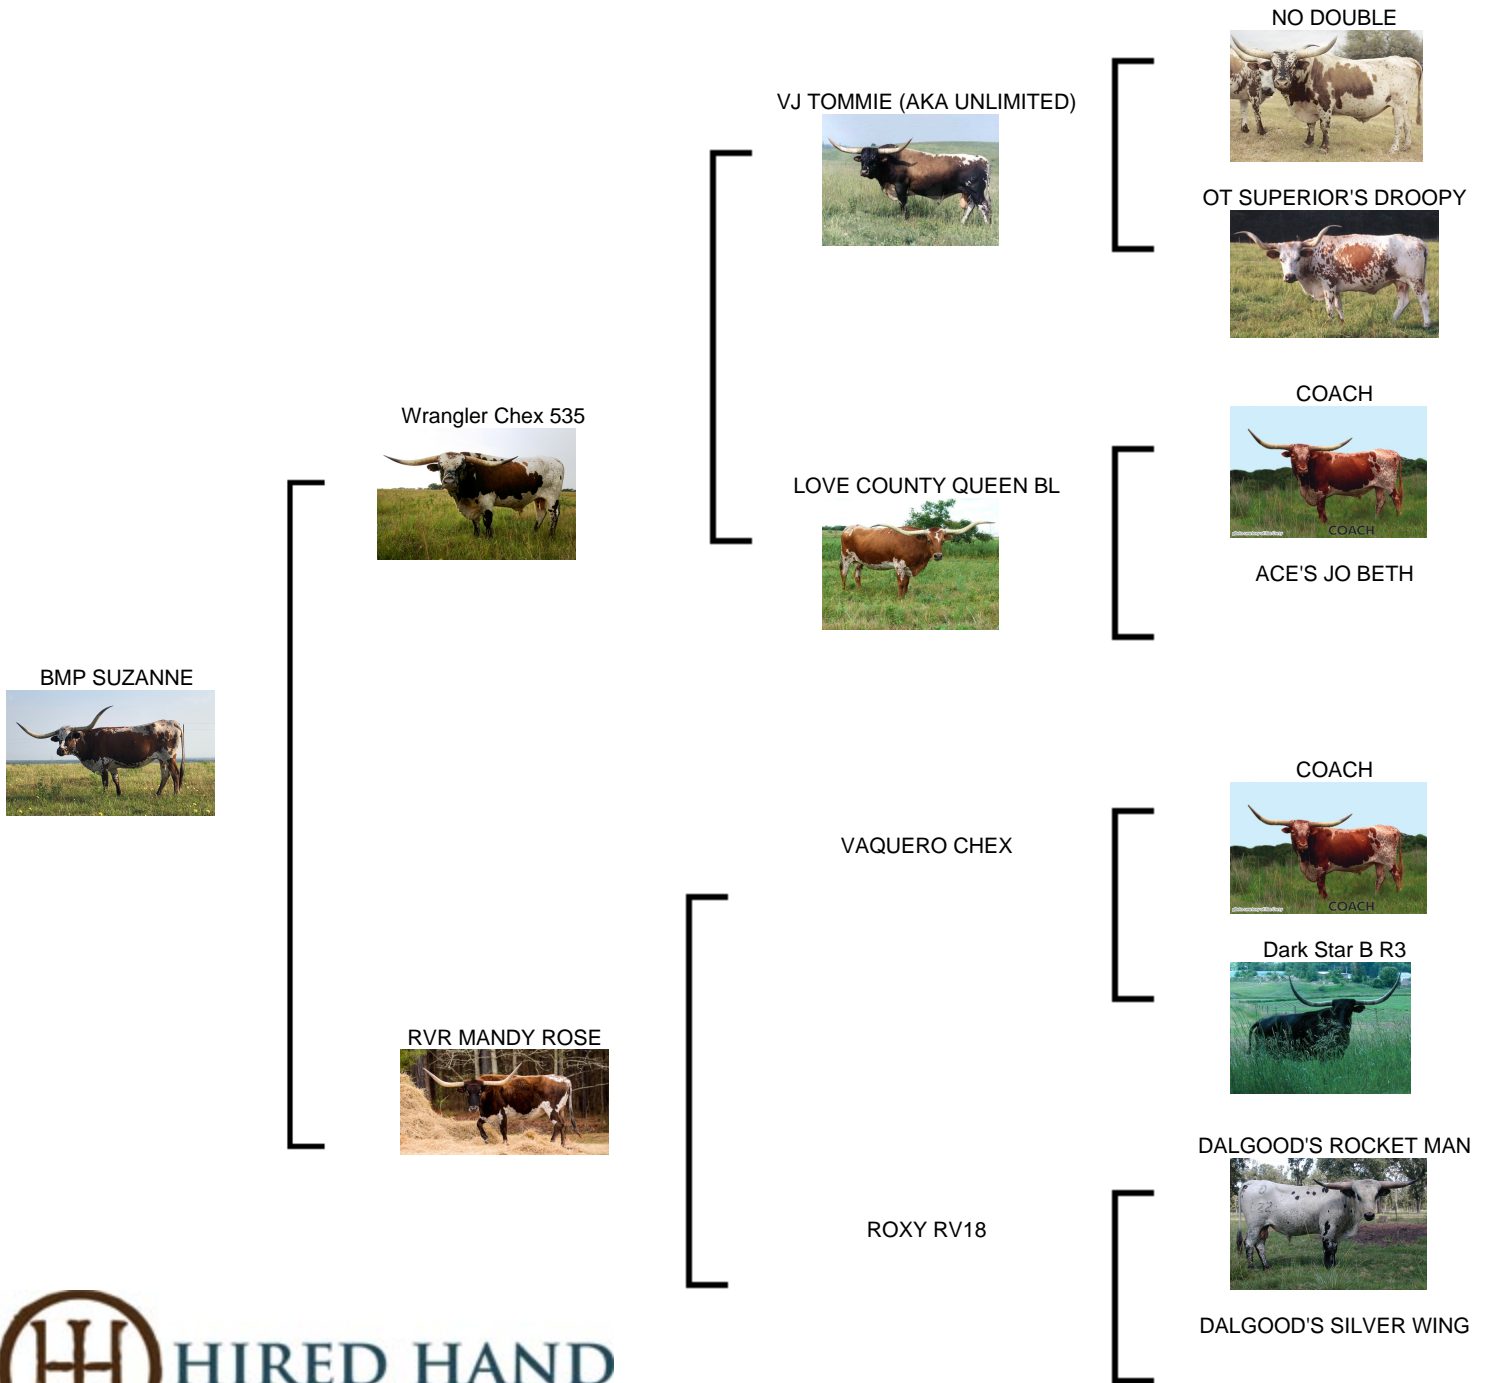 NO DOUBLE
VJ TOMMIE (AKA UNLIMITED)
OT SUPERIOR'S DROOPY
COACH
Wrangler Chex 535
LOVE COUNTY QUEEN BL
COACH
ACE'S JO BETH
BMP SUZANNE
COACH
VAQUERO CHEX
COACH
Dark Star B R3
RVR MANDY ROSE
DALGOOD'S ROCKET MAN
ROXY RV18
DALGOOD'S SILVER WING
HIRED HAND